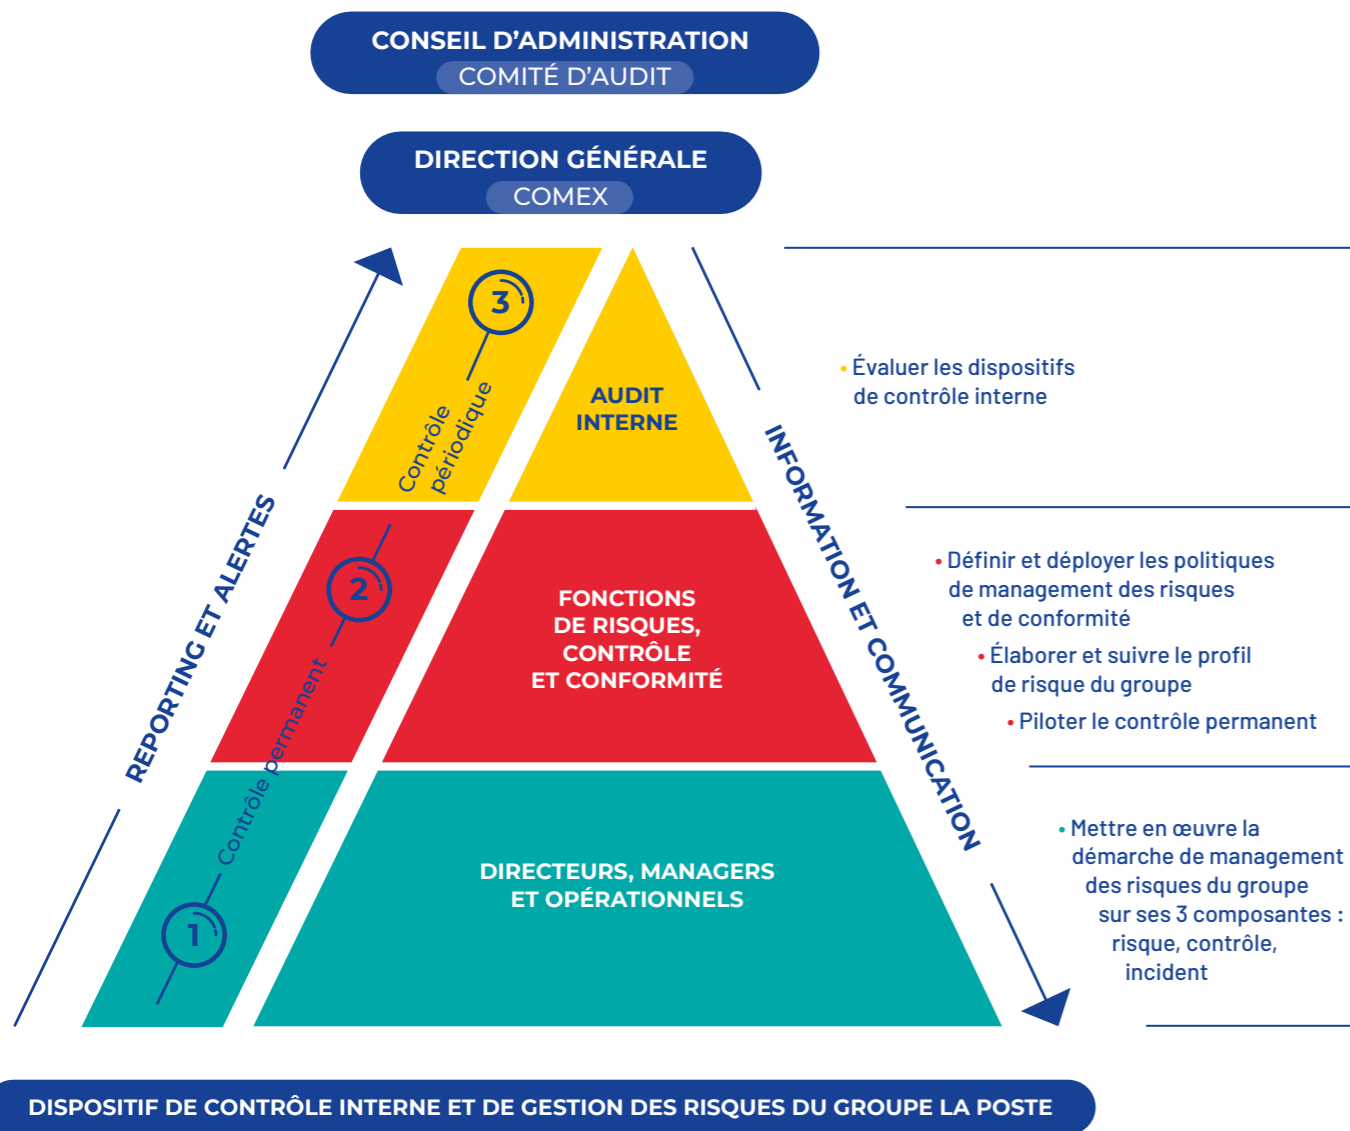 CONSEIL D’ADMINISTRATION
COMITÉ D’AUDIT
DIRECTION GÉNÉRALE
COMEX
REPORTING ET ALERTES
3
Contrôle
périodique
AUDIT
INTERNE
• Évaluer les dispositifs
de contrôle interne
INFORMATION ET COMMUNICATION
2
Contrôle permanent
FONCTIONS
DE RISQUES,
CONTRÔLE
ET CONFORMITÉ
• Définir et déployer les politiques
de management des risques
et de conformité
• Élaborer et suivre le profil
de risque du groupe
• Piloter le contrôle permanent
1
DIRECTEURS, MANAGERS
ET OPÉRATIONNELS
• Mettre en œuvre la
démarche de management
des risques du groupe
sur ses 3 composantes :
risque, contrôle,
incident
DISPOSITIF DE CONTRÔLE INTERNE ET DE GESTION DES RISQUES DU GROUPE LA POSTE